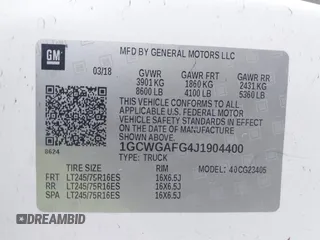 GM
MFD BY GENERAL MOTORS LLC
03/18 GVWR GAWR FRT GAWR RR
3901 KG 1860 KG 2431 KG
8600 LB 4100 LB 5360 LB
THIS VEHICLE CONFORMS TO ALL APPLICABLE
U.S. FEDERAL MOTOR VEHICLE SAFETY
STANDARDS IN EFFECT ON THE DATE OF
MANUFACTURE SHOWN ABOVE.
1GCWGAFG4J1904400
0624 TYPE: TRUCK MODEL: 40CG23405
TIRE SIZE RIM
FRT LT245/75R16ES 16X6.5J
RR LT245/75R16ES 16X6.5J
SPA LT245/75R16ES 16X6.5J
DREAMBID AUTOBIDCAR